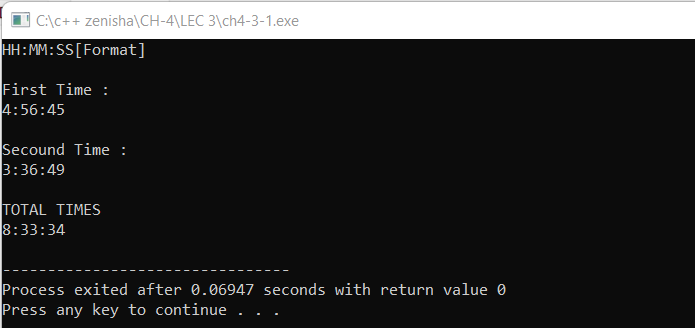 C:\c++ zenisha\CH-4\LEC 3\ch4-3-1.exe
HH:MM:SS[Format]
First Time :
4:56:45
Secound Time :
3:36:49
TOTAL TIMES
8:33:34
--------------------------------
Process exited after 0.06947 seconds with return value 0
Press any key to continue . . .